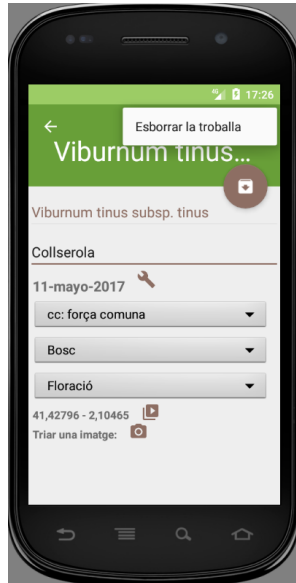 4G 17:26
Esborrar la troballa
Viburnum tinus...
Viburnum tinus subsp. tinus
Collserola
11-mayo-2017
cc: força comuna
Bosc
Floració
41,42796 - 2,10465
Triar una imatge: